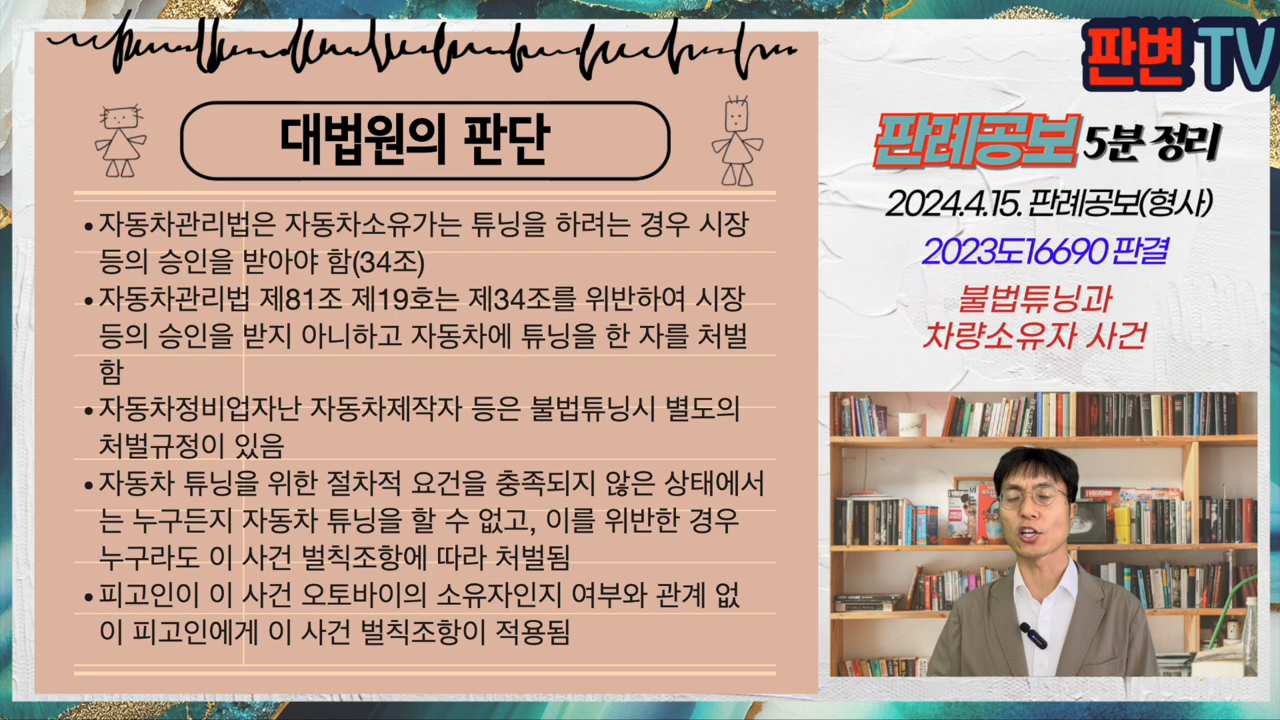 판변 TV
대법원의 판단
• 자동차관리법은 자동차소유가는 튜닝을 하려는 경우 시장
등의 승인을 받아야 함(34조)
• 자동차관리법 제81조 제19호는 제34조를 위반하여 시장
등의 승인을 받지 아니하고 자동차에 튜닝을 한 자를 처벌
함
• 자동차정비업자난 자동차제작자 등은 불법튜닝시 별도의
처벌규정이 있음
• 자동차 튜닝을 위한 절차적 요건을 충족되지 않은 상태에서
는 누구든지 자동차 튜닝을 할 수 없고, 이를 위반한 경우
누구라도 이 사건 벌칙조항에 따라 처벌됨
• 피고인이 이 사건 오토바이의 소유자인지 여부와 관계 없
이 피고인에게 이 사건 벌칙조항이 적용됨
판례공보 5분 정리
2024.4.15. 판례공보(형사)
2023도16690 판결
불법튜닝과
차량소유자 사건